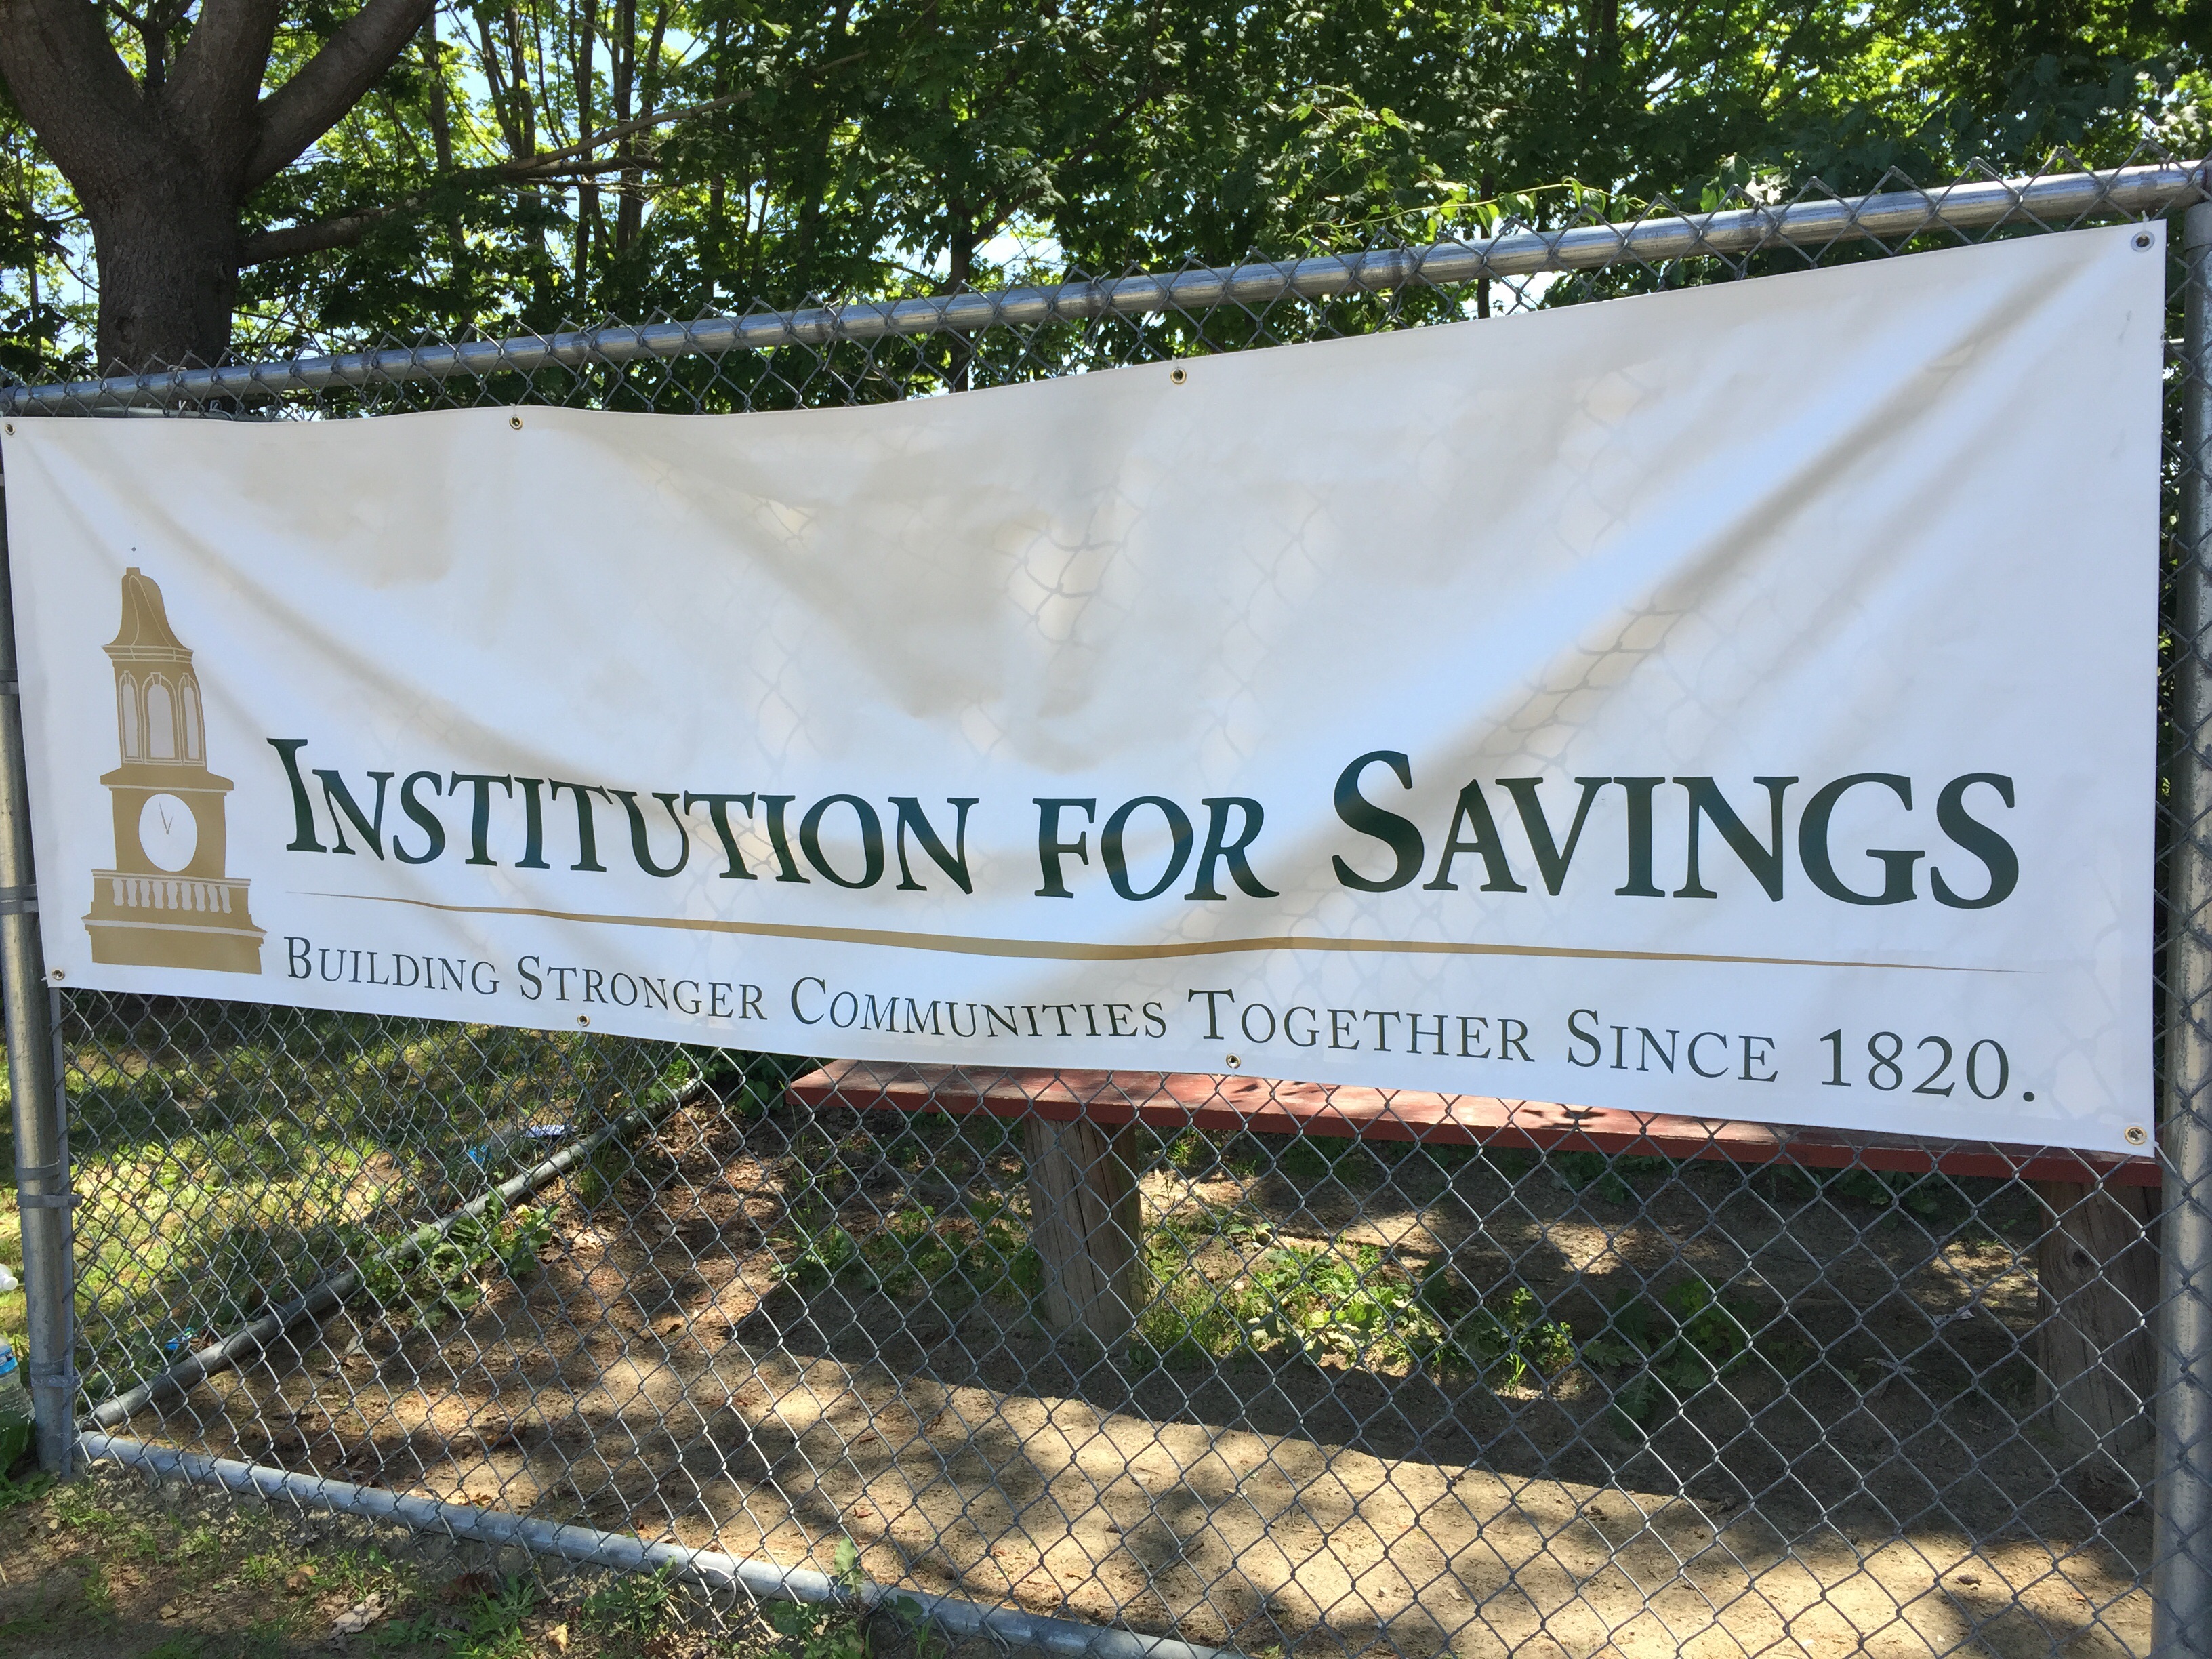 Institution for Savings
Building Stronger Communities Together Since 1820.